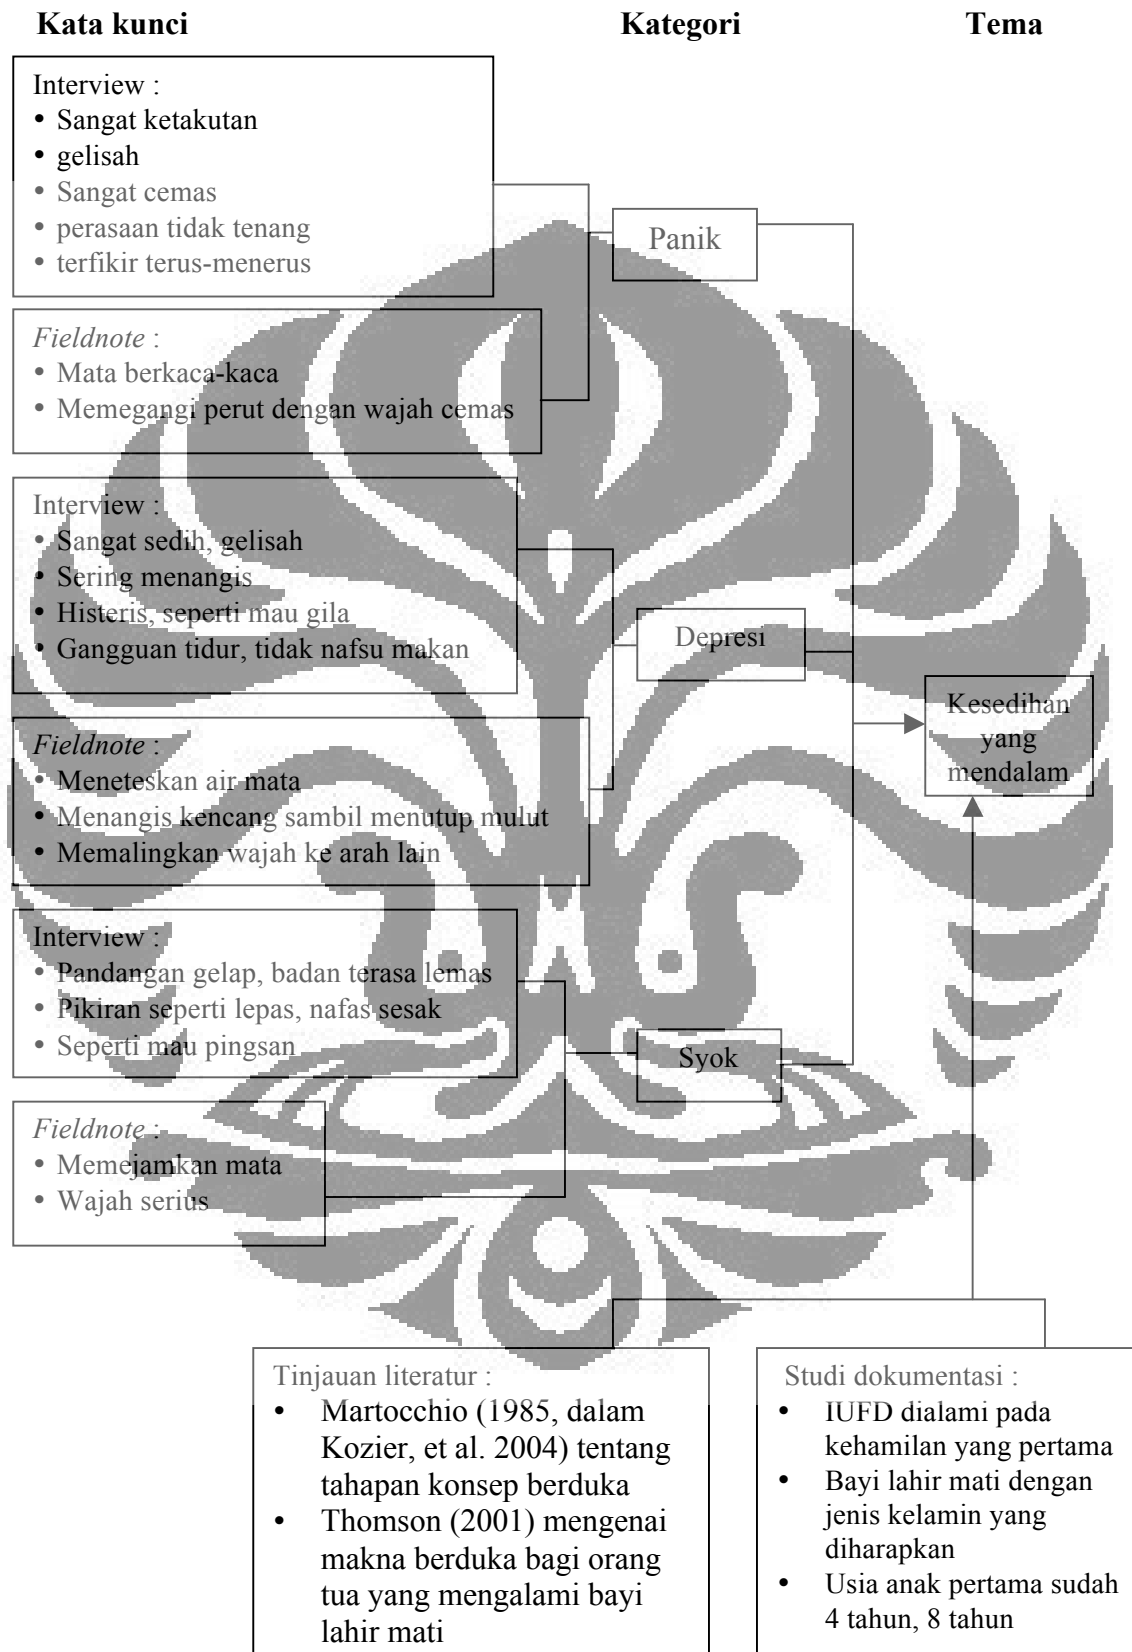 Kata kunci
Kategori
Tema
Interview :
• Sangat ketakutan
• gelisah
• Sangat cemas
• perasaan tidak tenang
• terfikir terus-menerus
Panik
Fieldnote :
• Mata berkaca-kaca
• Memegangi perut dengan wajah cemas
Interview :
• Sangat sedih, gelisah
• Sering menangis
• Histeris, seperti mau gila
• Gangguan tidur, tidak nafsu makan
Depresi
Kesedihan
yang
mendalam
Fieldnote :
• Meneteskan air mata
• Menangis kencang sambil menutup mulut
• Memalingkan wajah ke arah lain
Interview :
• Pandangan gelap, badan terasa lemas
• Pikiran seperti lepas, nafas sesak
• Seperti mau pingsan
Syok
Fieldnote :
• Memejamkan mata
• Wajah serius
Tinjauan literatur :
• Martocchio (1985, dalam
Kozier, et al. 2004) tentang
tahapan konsep berduka
• Thomson (2001) mengenai
makna berduka bagi orang
tua yang mengalami bayi
lahir mati
Studi dokumentasi :
• IUFD dialami pada
kehamilan yang pertama
• Bayi lahir mati dengan
jenis kelamin yang
diharapkan
• Usia anak pertama sudah
4 tahun, 8 tahun